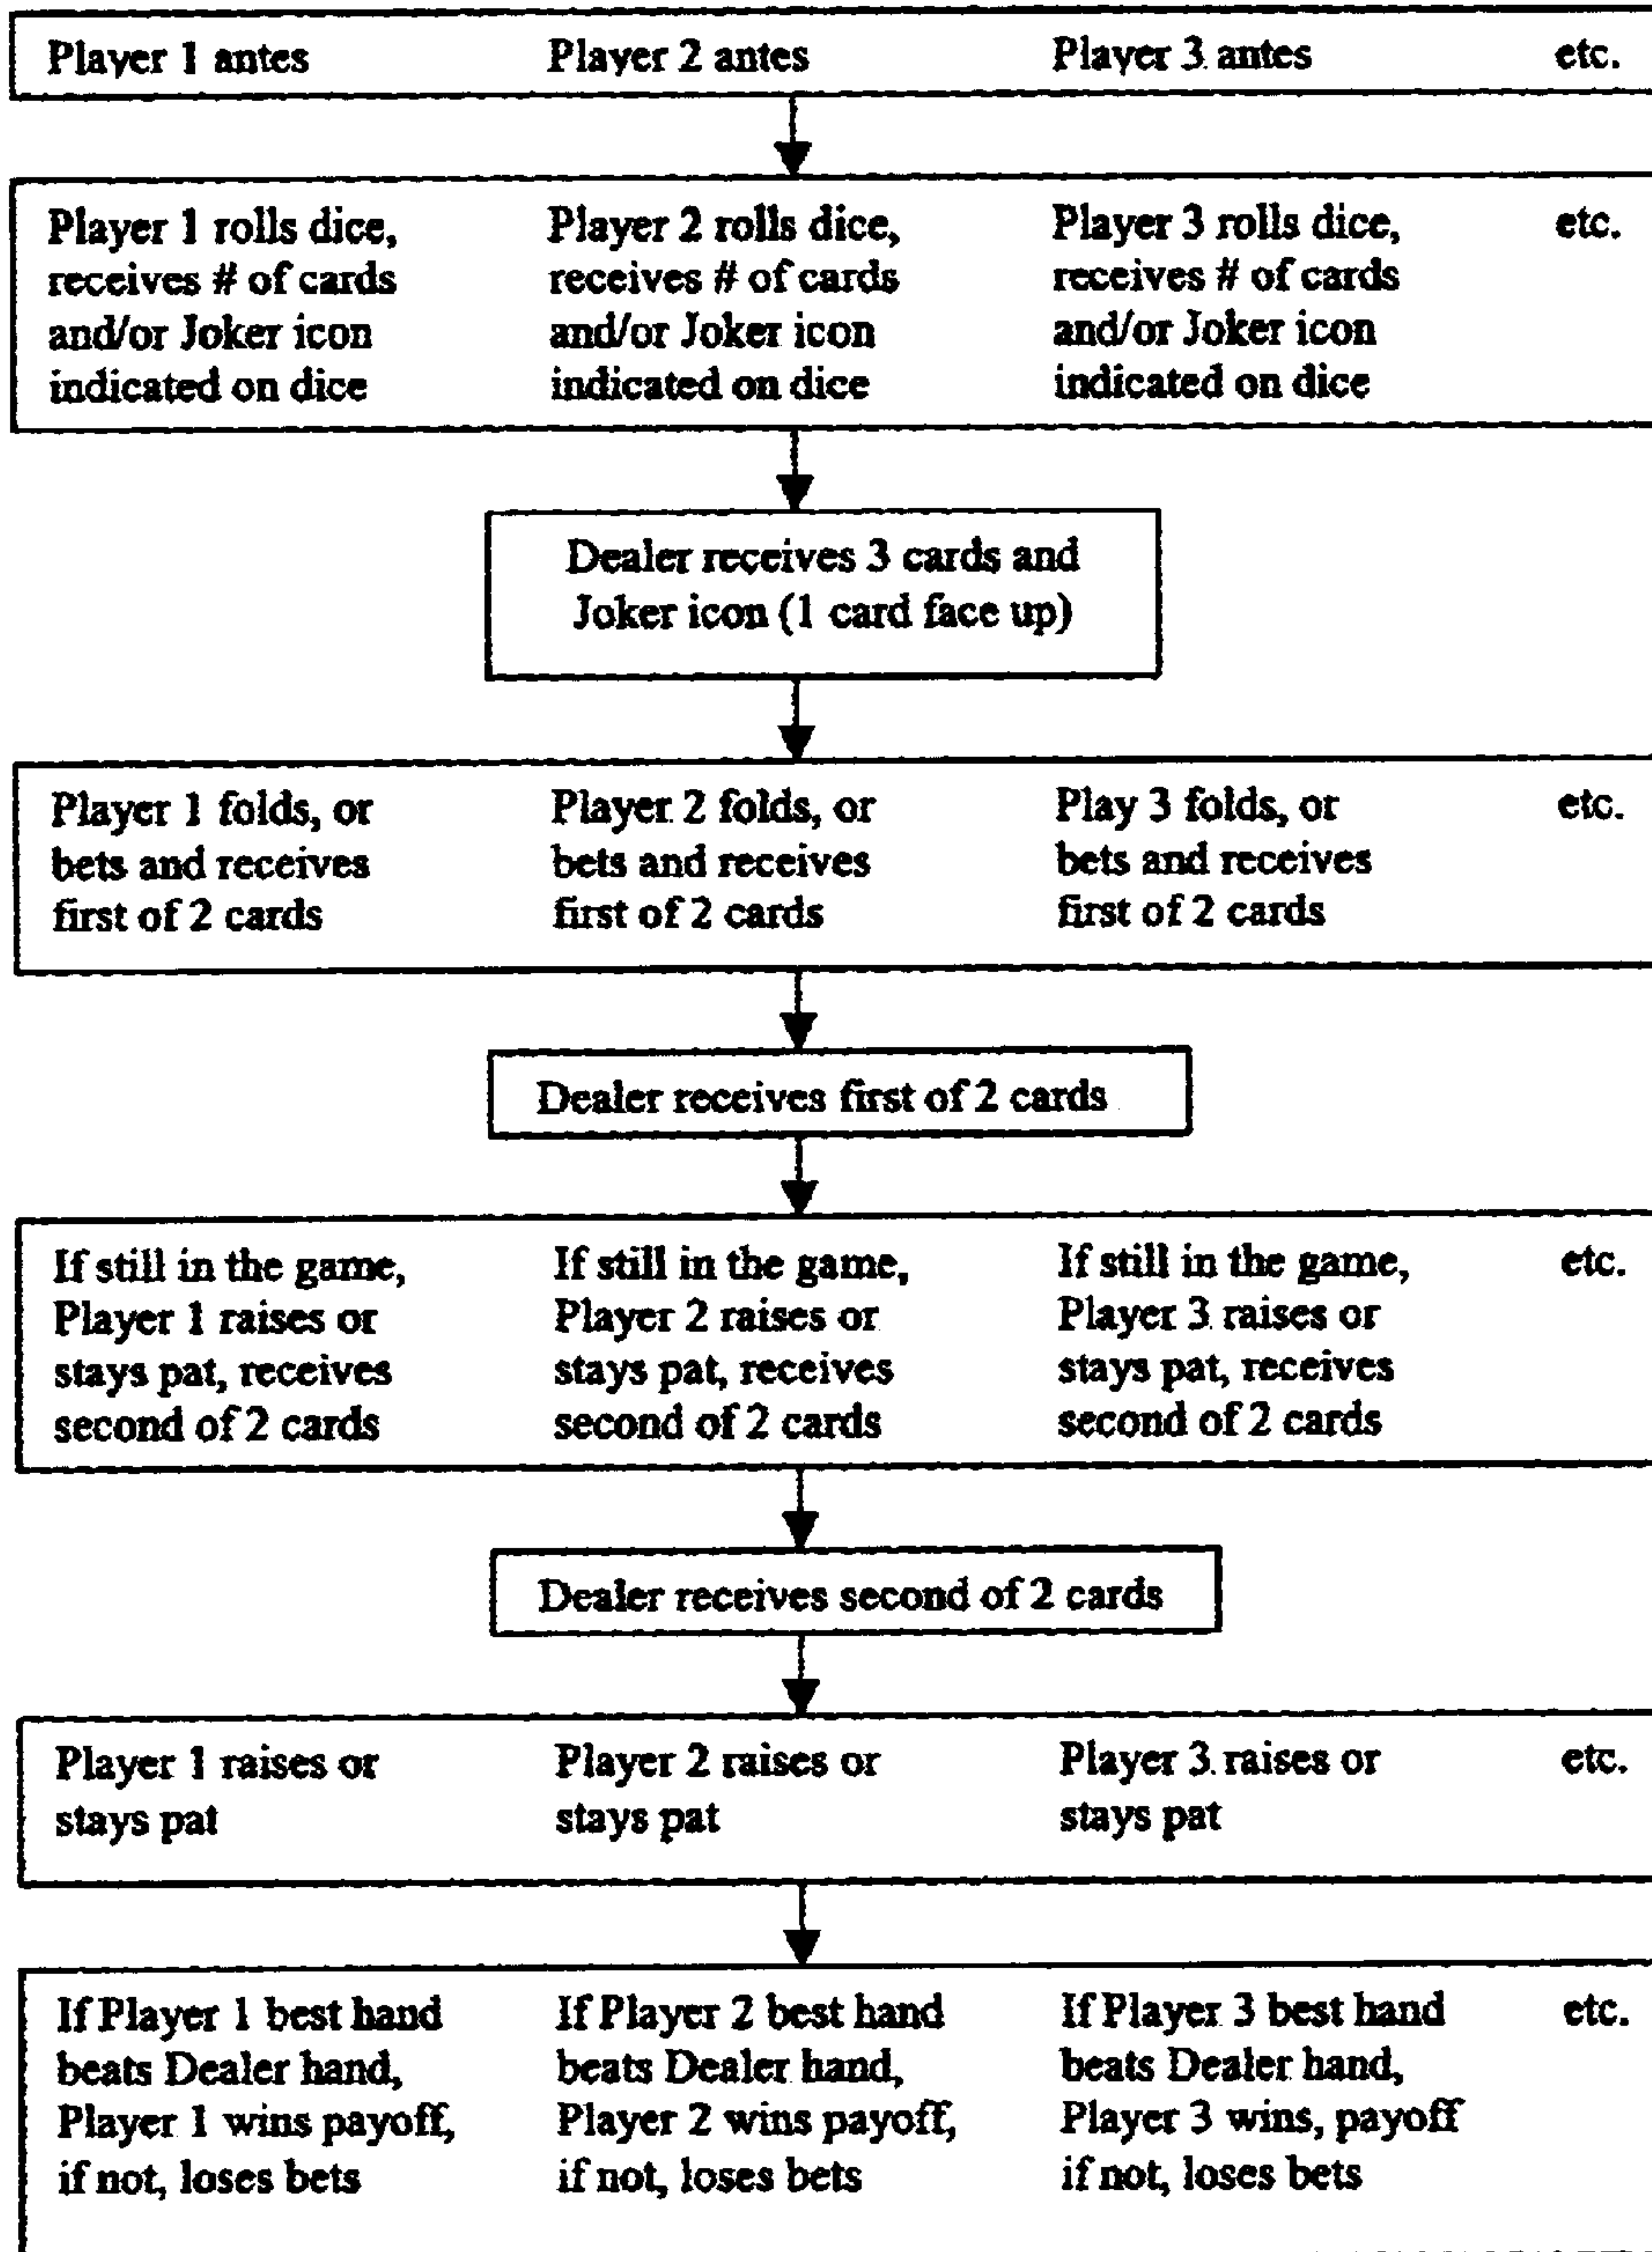 Player 1 antes
Player 2 antes
Player 3 antes
etc.
Player 1 rolls dice,
receives # of cards
and/or Joker icon
indicated on dice
Player 2 rolls dice,
receives # of cards
and/or Joker icon
indicated on dice
Player 3 rolls dice,
receives # of cards
and/or Joker icon
indicated on dice
etc.
Dealer receives 3 cards and
Joker icon (1 card face up)
Player 1 folds, or
bets and receives
first of 2 cards
Player 2 folds, or
bets and receives
first of 2 cards
Play 3 folds, or
bets and receives
first of 2 cards
etc.
Dealer receives first of 2 cards
If still in the game,
Player 1 raises or
stays pat, receives
second of 2 cards
If still in the game,
Player 2 raises or
stays pat, receives
second of 2 cards
If still in the game,
Player 3 raises or
stays pat, receives
second of 2 cards
etc.
Dealer receives second of 2 cards
Player 1 raises or
stays pat
Player 2 raises or
stays pat
Player 3 raises or
stays pat
etc.
If Player 1 best hand
beats Dealer hand,
Player 1 wins payoff,
if not, loses bets
If Player 2 best hand
beats Dealer hand,
Player 2 wins payoff,
if not, loses bets
If Player 3 best hand
beats Dealer hand,
Player 3 wins, payoff
if not, loses bets
etc.